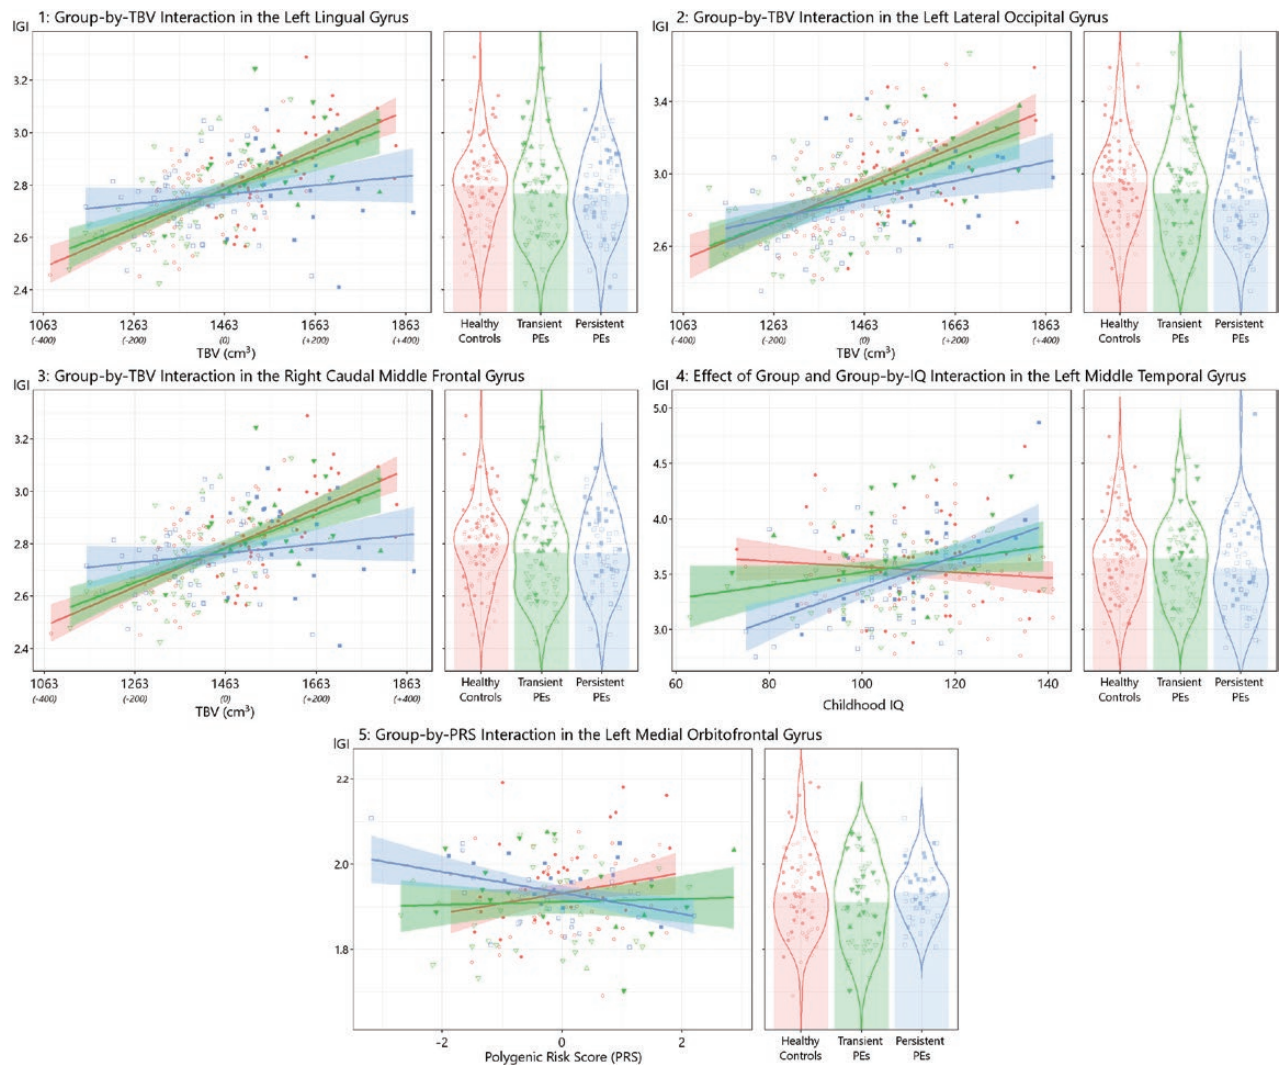 1: Group-by-TBV Interaction in the Left Lingual Gyrus
lGI
3.2
3.0
2.8
2.6
2.4
1063 1263 1463 1663 1863
(-400) (-200) (0) (+200) (+400)
TBV (cm³)
Healthy Controls
Transient PEs
Persistent PEs
2: Group-by-TBV Interaction in the Left Lateral Occipital Gyrus
lGI
3.4
3.0
2.6
1063 1263 1463 1663 1863
(-400) (-200) (0) (+200) (+400)
TBV (cm³)
Healthy Controls
Transient PEs
Persistent PEs
3: Group-by-TBV Interaction in the Right Caudal Middle Frontal Gyrus
lGI
3.2
3.0
2.8
2.6
2.4
1063 1263 1463 1663 1863
(-400) (-200) (0) (+200) (+400)
TBV (cm³)
Healthy Controls
Transient PEs
Persistent PEs
4: Effect of Group and Group-by-IQ Interaction in the Left Middle Temporal Gyrus
lGI
5.0
4.5
4.0
3.5
3.0
60 80 100 120 140
Childhood IQ
Healthy Controls
Transient PEs
Persistent PEs
5: Group-by-PRS Interaction in the Left Medial Orbitofrontal Gyrus
lGI
2.2
2.0
1.8
-2 0 2
Polygenic Risk Score (PRS)
Healthy Controls
Transient PEs
Persistent PEs